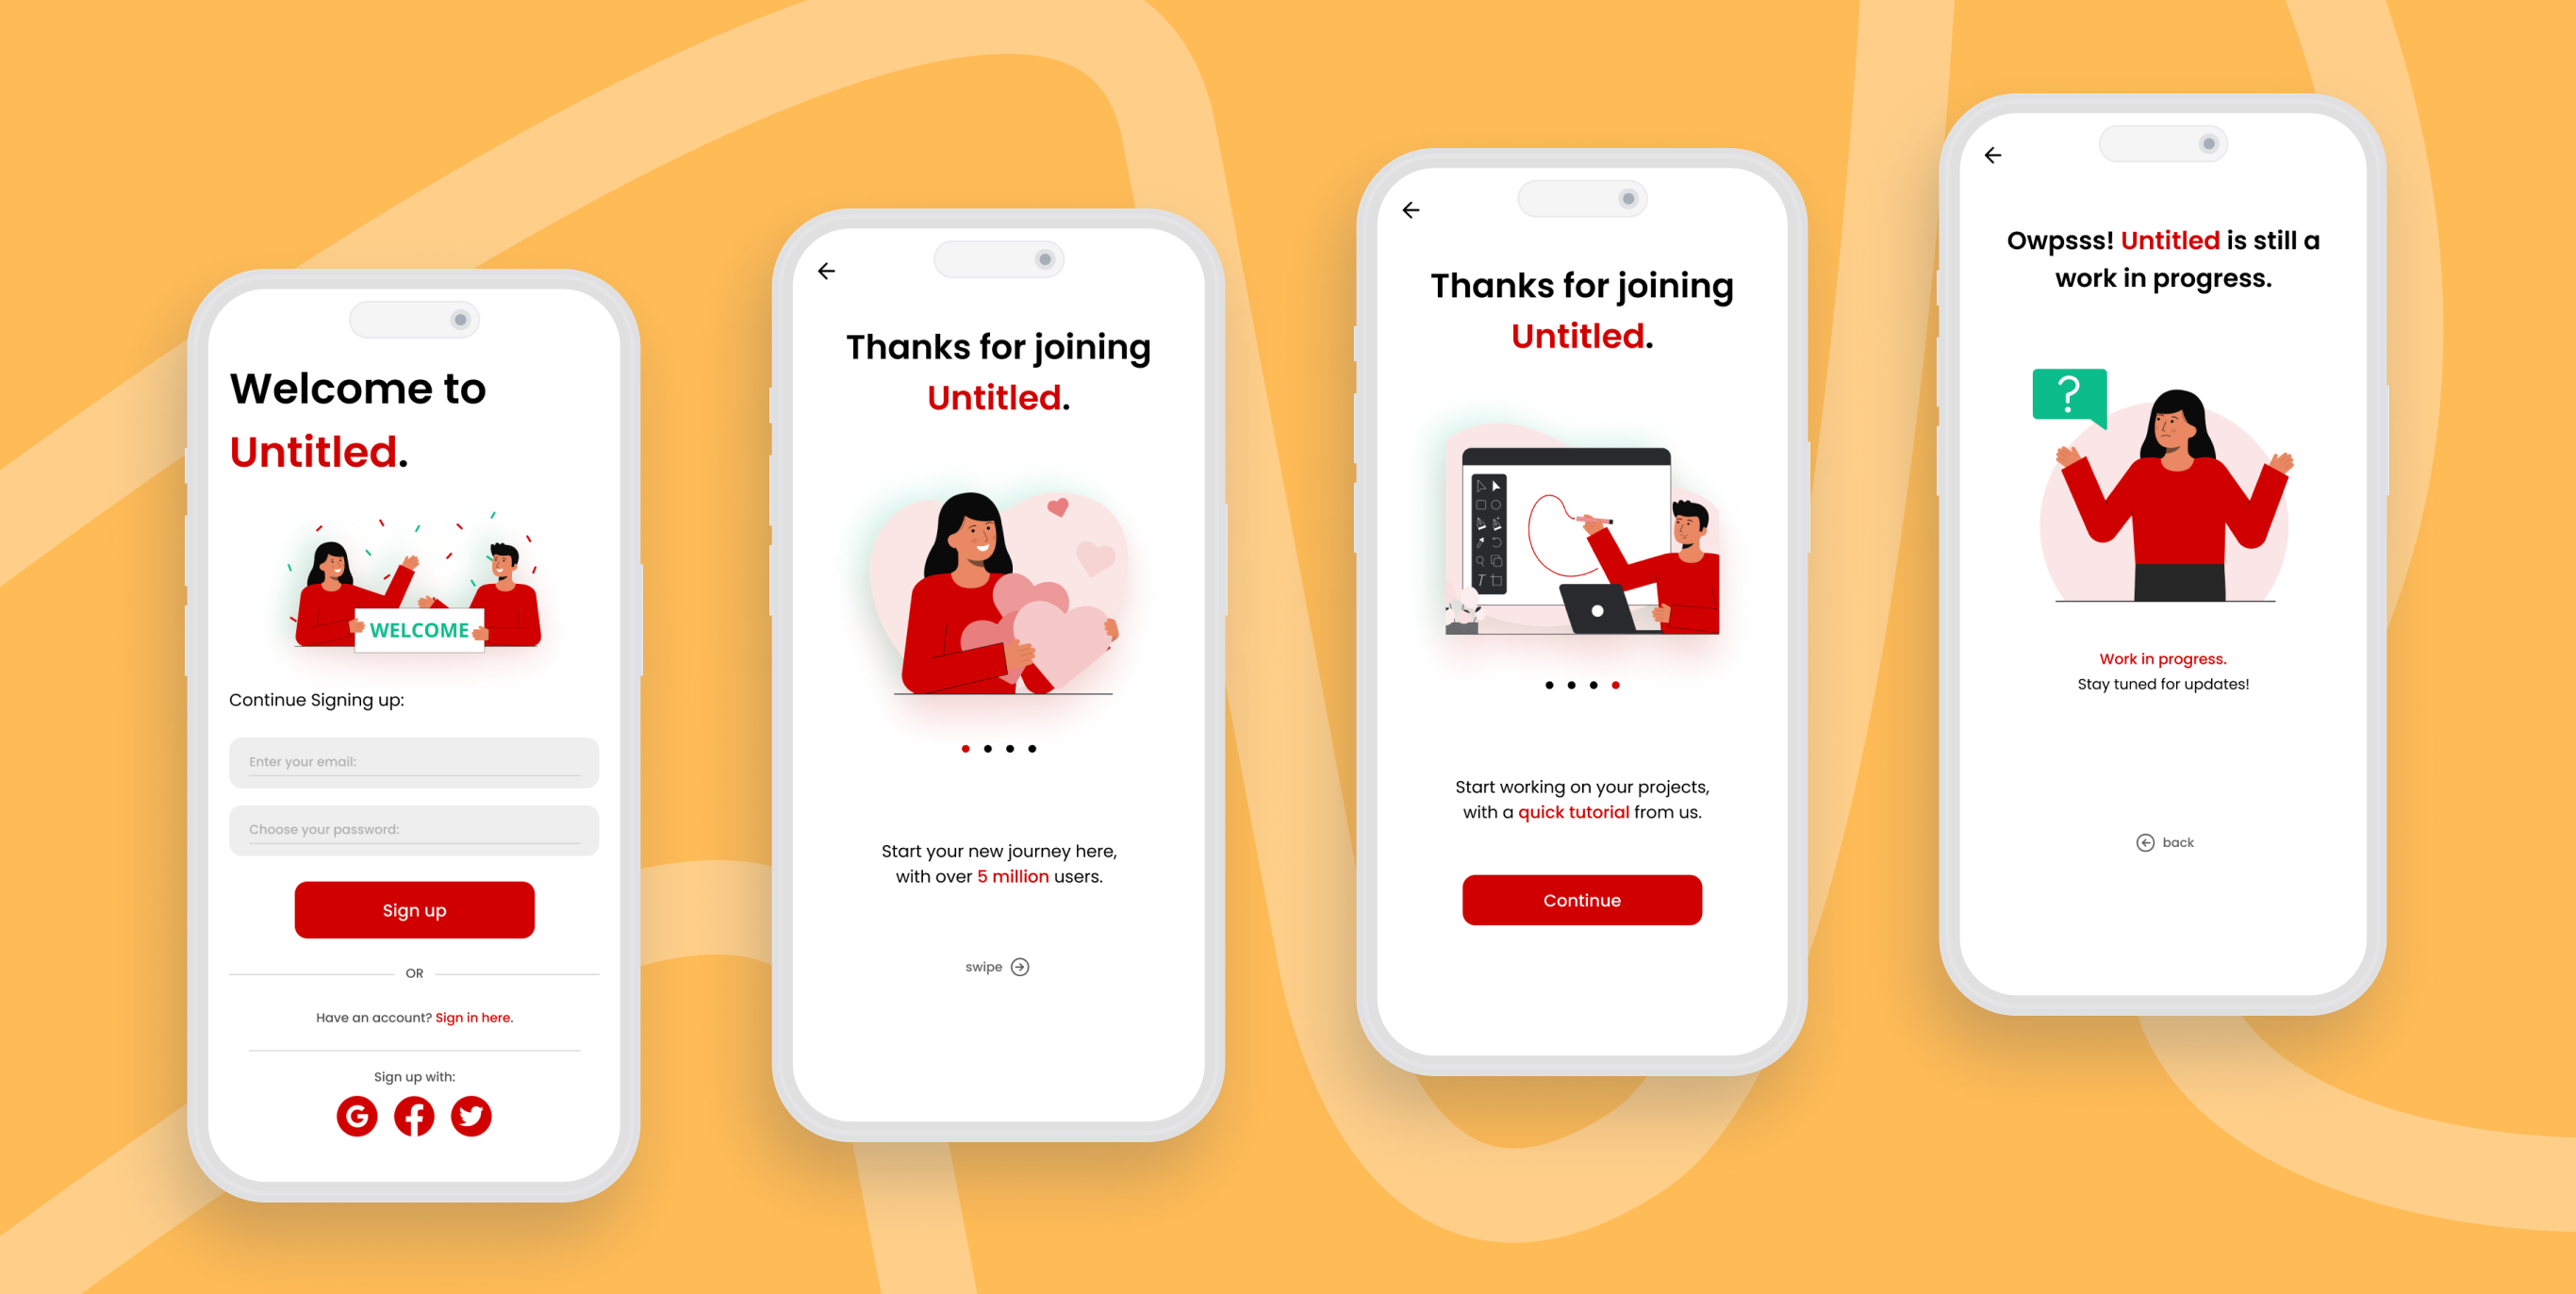 Welcome to
Untitled.
WELCOME
Continue Signing up:
Enter your email:
Choose your password:
Sign up
OR
Have an account? Sign in here.
Sign up with:
Thanks for joining
Untitled.
Start your new journey here,
with over 5 million users.
swipe
Thanks for joining
Untitled.
T
Start working on your projects,
with a quick tutorial from us.
Continue
Owpsss! Untitled is still a
work in progress.
?
Work in progress.
Stay tuned for updates!
back